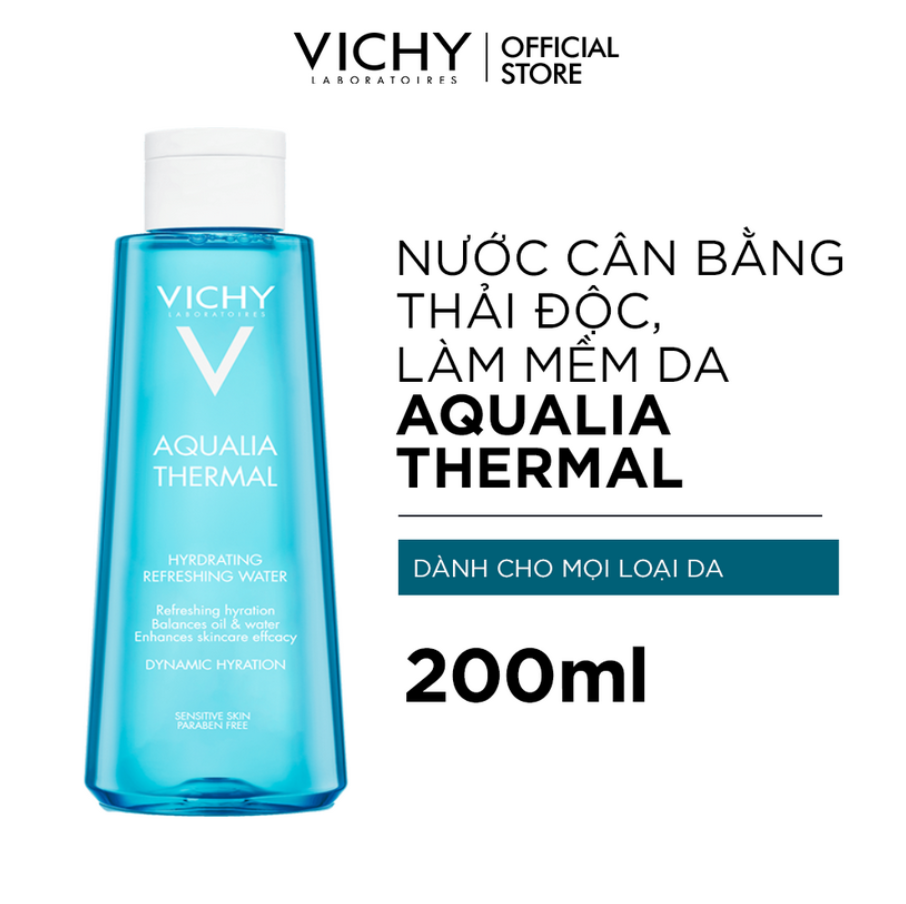 VICHY
LABORATOIRES
OFFICIAL
STORE
VICHY
LABORATOIRES
AQUALIA
THERMAL
HYRDRATING
REFRESHING WATER
Refreshing hyration
Balances oil & water
Enhances skincare effcacy
DYNAMIC HYRATION
SENSITIVE SKIN
PARABEN FREE
NƯỚC CÂN BẰNG
THẢI ĐỘC,
LÀM MỀM DA
AQUALIA
THERMAL
DÀNH CHO MỌI LOẠI DA
200ml